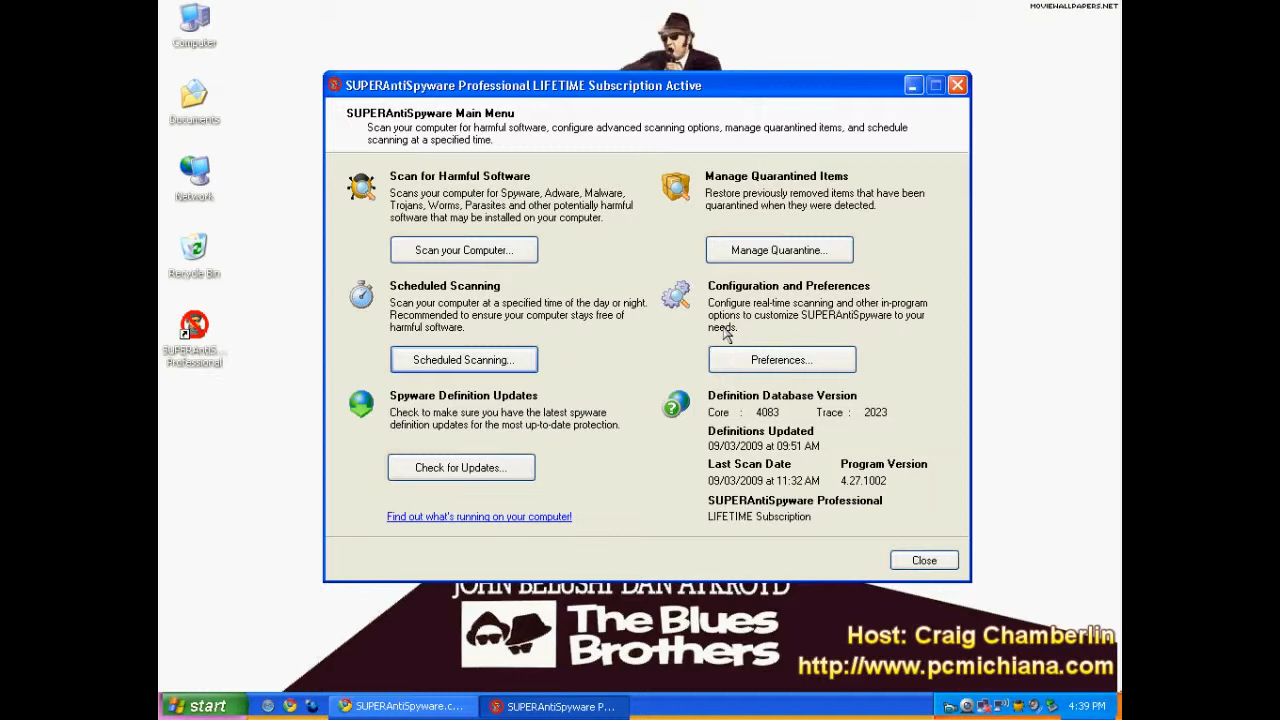 MOVIEWALLPAPERS.NET
Computer
Documents
Network
Recycle Bin
SUPERAntiS...
Professional
SUPERAntiSpyware Professional LIFETIME Subscription Active
SUPERAntiSpyware Main Menu
Scan your computer for harmful software, configure advanced scanning options, manage quarantined items, and schedule
scanning at a specified time.
Scan for Harmful Software
Scans your computer for Spyware, Adware, Malware,
Trojans, Worms, Parasites and other potentially harmful
software that may be installed on your computer.
Scan your Computer...
Manage Quarantined Items
Restore previously removed items that have been
quarantined when they were detected.
Manage Quarantine...
Scheduled Scanning
Scan your computer at a specified time of the day or night.
Recommended to ensure your computer stays free of
harmful software.
Scheduled Scanning...
Configuration and Preferences
Configure real-time scanning and other in-program
options to customize SUPERAntiSpyware to your
needs.
Preferences...
Spyware Definition Updates
Check to make sure you have the latest spyware
definition updates for the most up-to-date protection.
Check for Updates...
Find out what's running on your computer!
Definition Database Version
Core : 4083 Trace : 2023
Definitions Updated
09/03/2009 at 09:51 AM
Last Scan Date Program Version
09/03/2009 at 11:32 AM 4.27.1002
SUPERAntiSpyware Professional
LIFETIME Subscription
Close
JOHN BELUSHI DAN AYKROYD
The Blues
Brothers
Host: Craig Chamberlin
http://www.pcmichiana.com
start
SUPERAntiSpyware.c...
SUPERAntiSpyware P...
4:39 PM